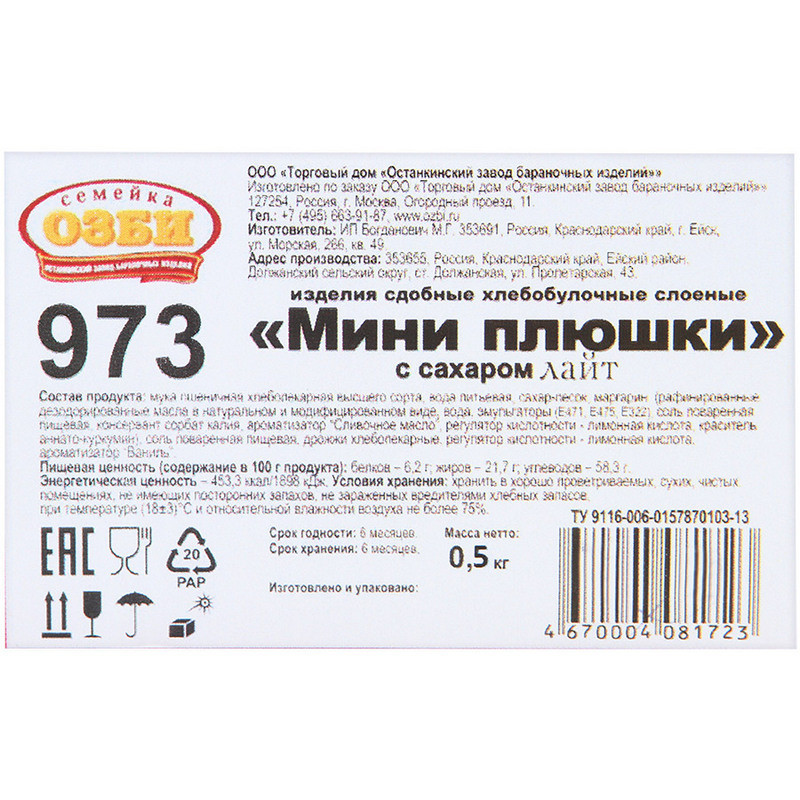 СЕМЕЙКА
ОЗБИ
ОСТАНКИНСКИЙ ЗАВОД БАРАНОЧНЫХ ИЗДЕЛИЙ
ООО «Торговый дом «Останкинский завод бараночных изделий»»
Изготовлено по заказу ООО «Торговый дом «Останкинский завод бараночных изделий»»
127254, Россия, г. Москва, Огородный проезд, 11.
Тел.: +7 (495) 663-91-87, www.ozbi.ru
Изготовитель: ИП Богданович М.Г. 353691, Россия, Краснодарский край, г. Ейск,
ул. Морская, 266, кв. 49.
Адрес производства: 353655, Россия, Краснодарский край, Ейский район,
Должанский сельский округ, ст. Должанская, ул. Пролетарская, 43.
изделия сдобные хлебобулочные слоеные
973
«Мини плюшки»
с сахаром лайт
Состав продукта: мука пшеничная хлебопекарная высшего сорта, вода питьевая, сахар-песок, маргарин (рафинированные
дезодорированные масла в натуральном и модифицированном виде, вода, эмульгаторы (Е471, Е475, Е322), соль поваренная
пищевая, консервант сорбат калия, ароматизатор "Сливочное масло", регулятор кислотности - лимонная кислота, краситель
аннато-куркумин), соль поваренная пищевая, дрожжи хлебопекарные, регулятор кислотности - лимонная кислота,
ароматизатор "Ваниль".
Пищевая ценность (содержание в 100 г продукта): белков – 6,2 г; жиров – 21,7 г; углеводов – 58,3 г.
Энергетическая ценность – 453,3 ккал/1898 кДж. Условия хранения: хранить в хорошо проветриваемых, сухих, чистых
помещениях, не имеющих посторонних запахов, не зараженных вредителями хлебных запасов,
при температуре (18±3)°С и относительной влажности воздуха не более 75%.
ТУ 9116-006-0157870103-13
ЕАС
20
PAP
Срок годности: 6 месяцев.
Срок хранения: 6 месяцев.
Масса нетто:
0,5 кг
Изготовлено и упаковано:
4 670004 081723